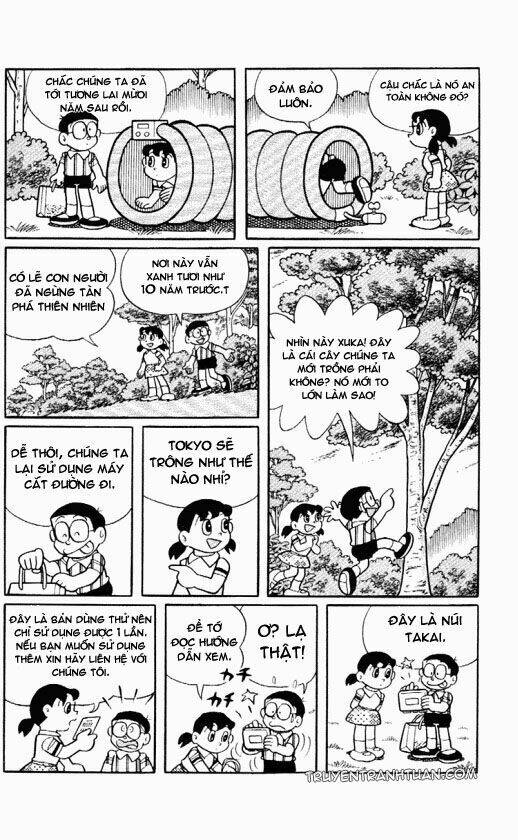 CẬU CHẮC LÀ NÓ AN
TOÀN KHÔNG ĐÓ?
ĐẢM BẢO
LUÔN.
CHẮC CHÚNG TA ĐÃ
TỚI TƯƠNG LAI MƯỜI
NĂM SAU RỒI.
NHÌN NÀY XUKA! ĐÂY
LÀ CÁI CÂY CHÚNG TA
MỚI TRỒNG PHẢI
KHÔNG? NÓ MỚI TO
LỚN LÀM SAO!
NƠI NÀY VẪN
XANH TƯƠI NHƯ
10 NĂM TRƯỚC.T
CÓ LẼ CON NGƯỜI
ĐÃ NGỪNG TÀN
PHÁ THIÊN NHIÊN
TOKYO SẼ
TRÔNG NHƯ THẾ
NÀO NHỈ?
DỄ THÔI, CHÚNG TA
LẠI SỬ DỤNG MÁY
CẮT ĐƯỜNG ĐI.
ĐÂY LÀ NÚI
TAKAI.
Ơ? LẠ
THẬT!
カチ
カチ
ĐỂ TỚ
ĐỌC HƯỚNG
DẪN XEM.
ĐÂY LÀ BẢN DÙNG THỬ NÊN
CHỈ SỬ DỤNG ĐƯỢC 1 LẦN.
NẾU BẠN MUỐN SỬ DỤNG
THÊM XIN HÃY LIÊN HỆ VỚI
CHÚNG TÔI.
TRUYENTRANHTUAN.COM